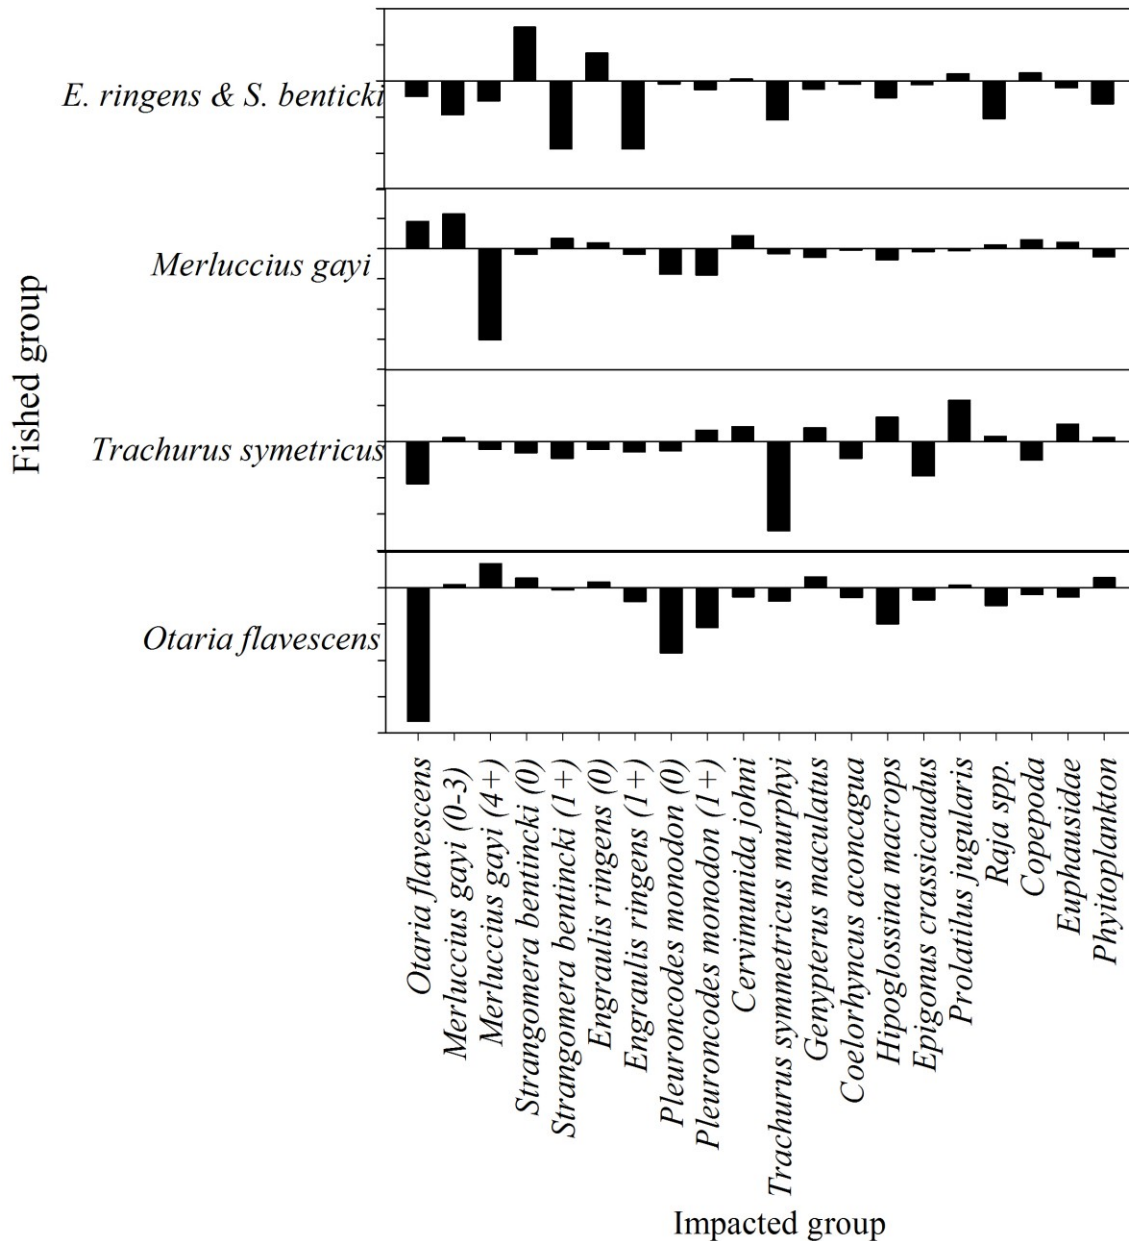 Fished group
E. ringens & S. benticki
Merluccius gayi
Trachurus symetricus
Otaria flavescens
Otaria flavescens
Merluccius gayi (0-3)
Merluccius gayi (4+)
Strangomera bentincki (0)
Strangomera bentincki (1+)
Engraulis ringens (0)
Engraulis ringens (1+)
Pleuroncodes monodon (0)
Pleuroncodes monodon (1+)
Cervimunida johni
Trachurus symmetricus murphyi
Genypterus maculatus
Coelorhyncus aconcagua
Hipoglossina macrops
Epigonus crassicaudus
Prolatilus jugularis
Raja spp.
Copepoda
Euphausidae
Phyitoplankton
Impacted group